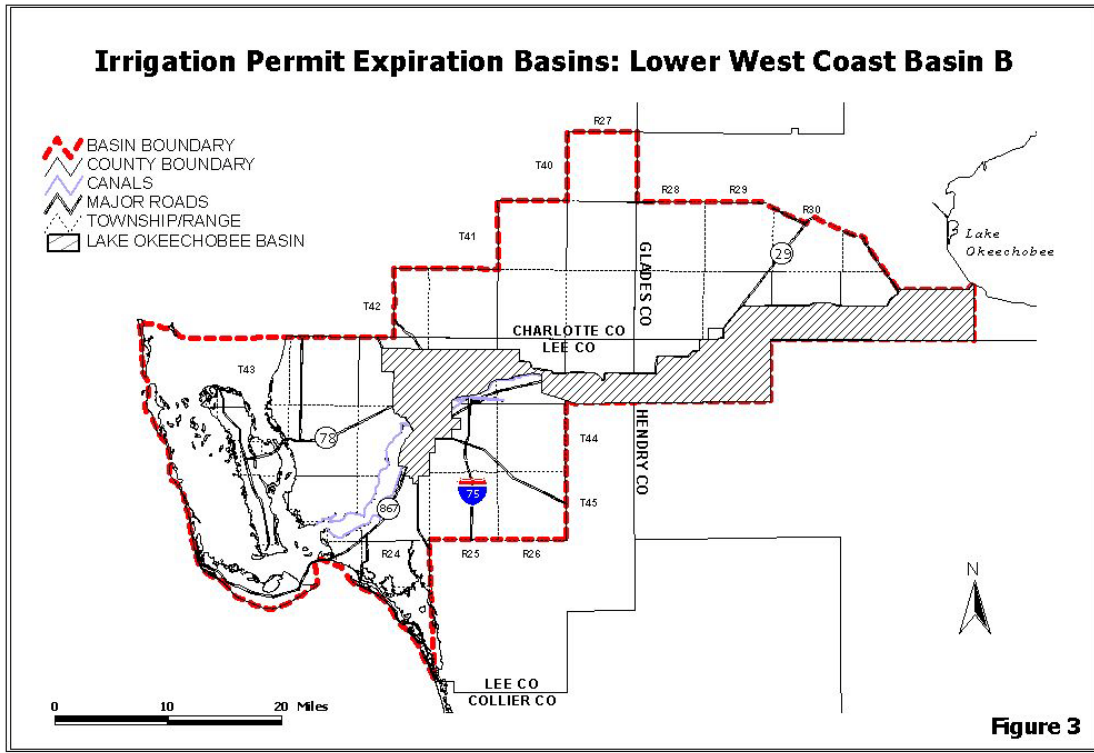 Irrigation Permit Expiration Basins: Lower West Coast Basin B
BASIN BOUNDARY
COUNTY BOUNDARY
CANALS
MAJOR ROADS
TOWNSHIP/RANGE
LAKE OKEECHOBEE BASIN
R27
T40
R28
R29
R30
Lake
Okeechobee
T41
GLADES CO
29
T42
CHARLOTTE CO
LEE CO
T43
78
HENDRY CO
T44
75
T45
867
R24
R25
R26
N
LEE CO
COLLIER CO
0 10 20 Miles
Figure 3